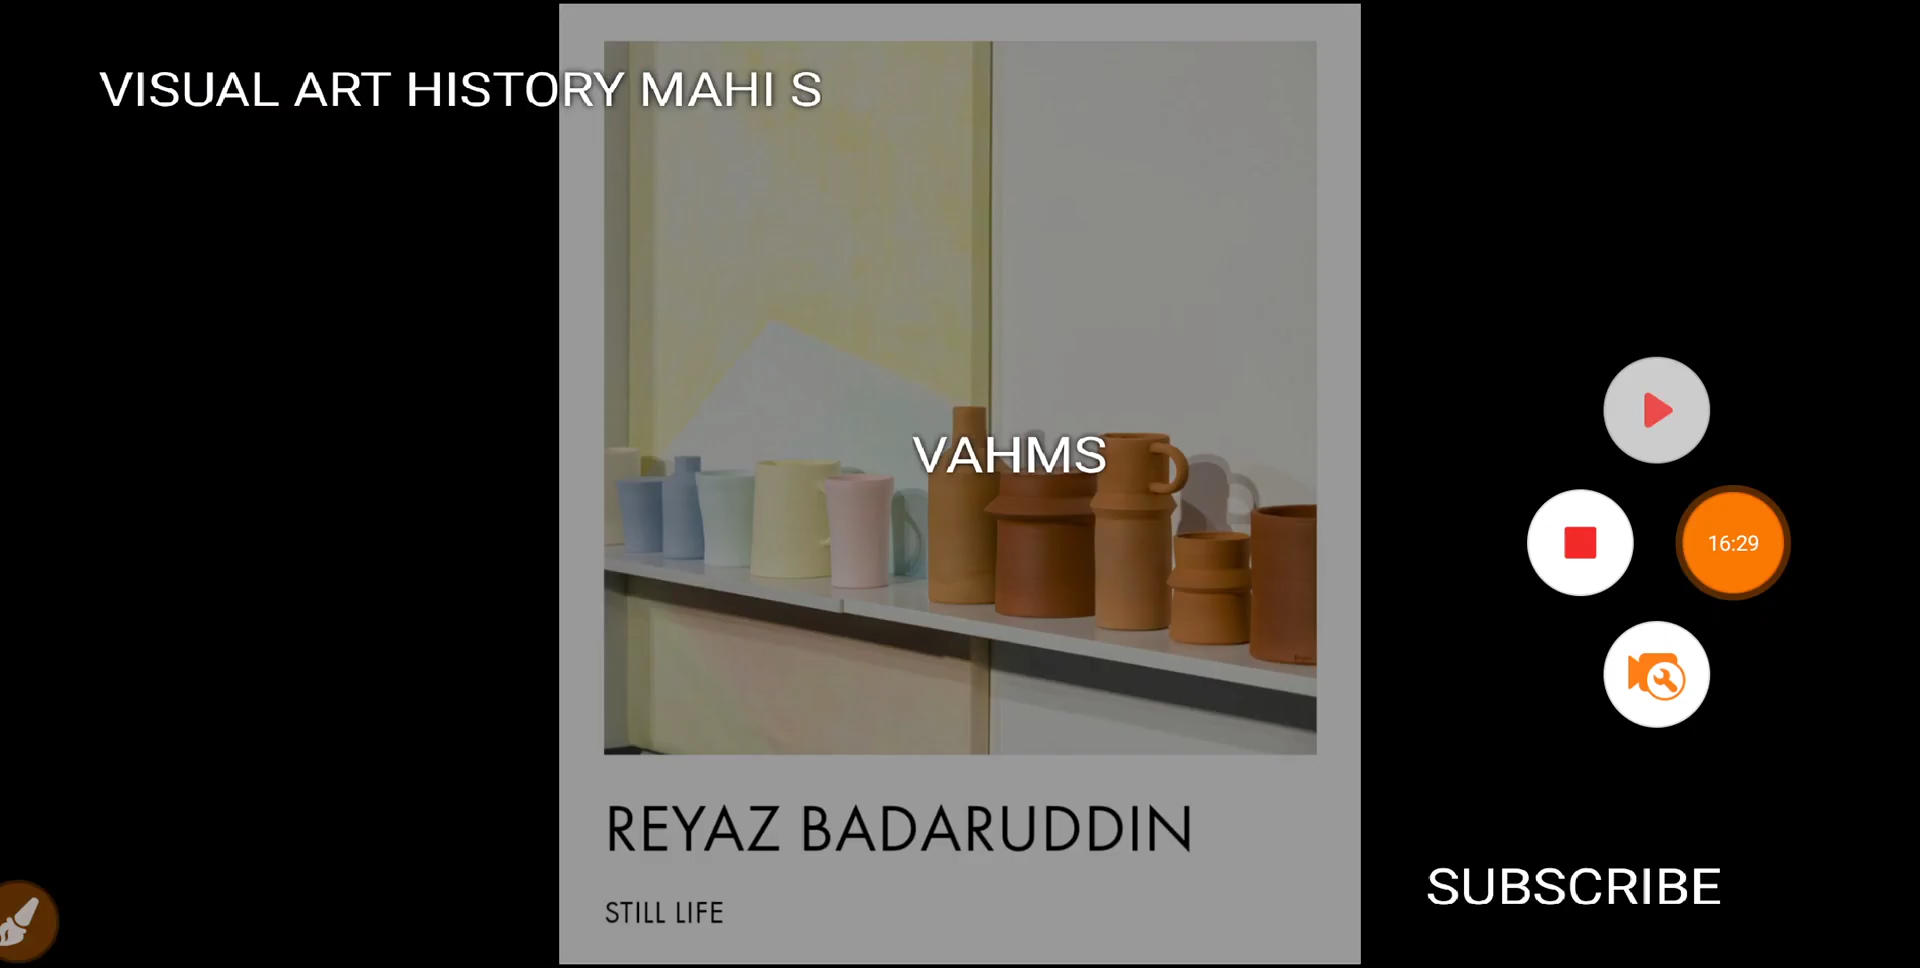 VISUAL ART HISTORY MAHI S
VAHMS
16:29
REYAZ BADARUDDIN
STILL LIFE
SUBSCRIBE